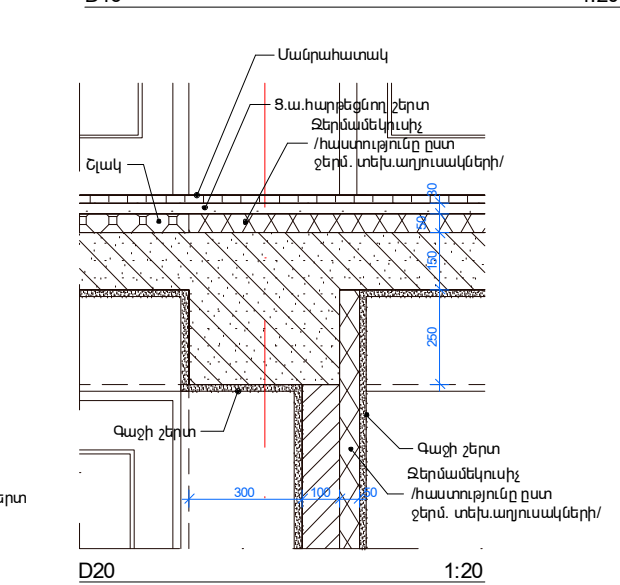 Մանրահատակ
Ց.ա.հարթեցնող շերտ
Ջերմամեկուսիչ
/հաստությունը ըստ
ջերմ. տեխ.աղյուսակների/
Շլակ
30
50
150
250
Գաջի շերտ
Գաջի շերտ
Ջերմամեկուսիչ
/հաստությունը ըստ
ջերմ. տեխ.աղյուսակների/
300
100
50
D20
1:20